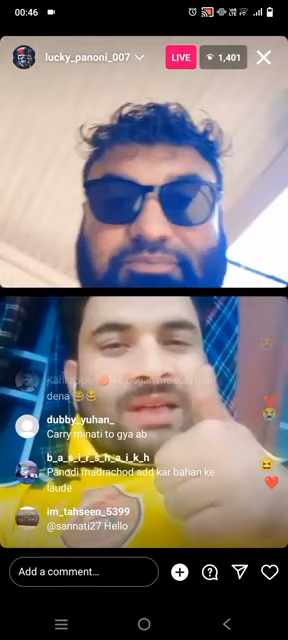 00:46
lucky_panoni_007
LIVE
1,401
dena
dubby_yuhan_
Carry minati to gya ab
b_a_s_i_r_s_h_a_i_k_h
Panodi madrachod add kar bahan ke
laude
im_tahseen_5399
@sannati27 Hello
Add a comment...